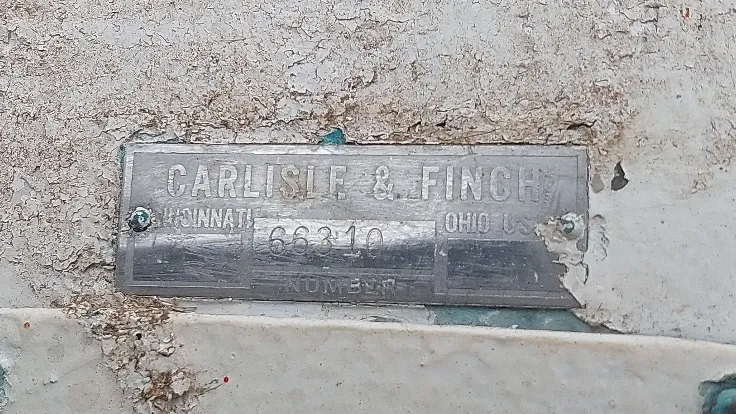 CARLISLE & FINCH
CINCINNATI OHIO US
66310
NUMBER